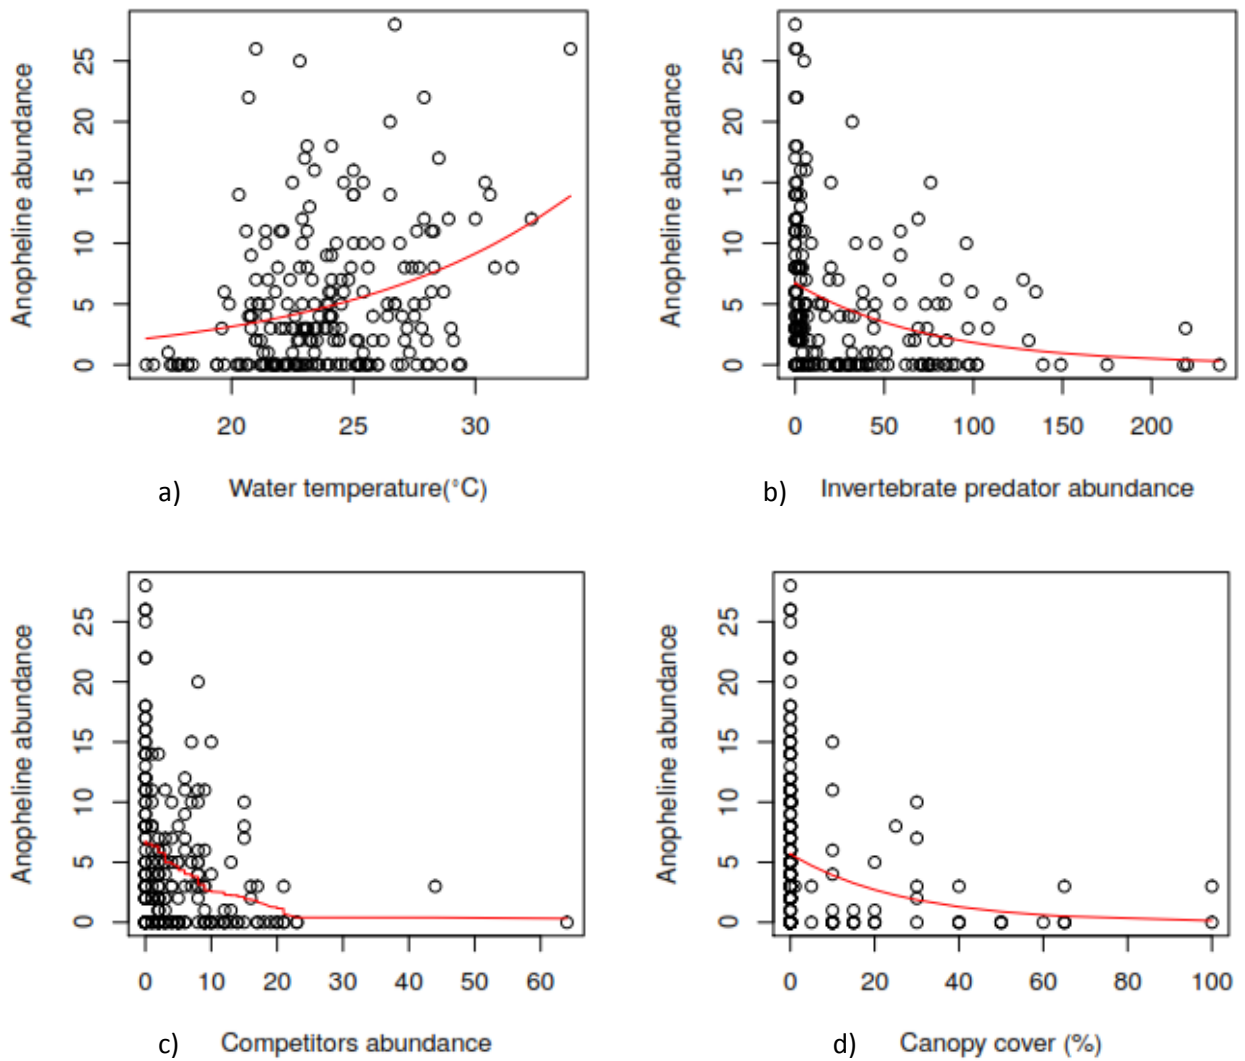 Anopheline abundance
0 5 10 15 20 25
20 25 30
a) Water temperature(°C)
Anopheline abundance
0 5 10 15 20 25
0 50 100 150 200
b) Invertebrate predator abundance
Anopheline abundance
0 5 10 15 20 25
0 10 20 30 40 50 60
c) Competitors abundance
Anopheline abundance
0 5 10 15 20 25
0 20 40 60 80 100
d) Canopy cover (%)